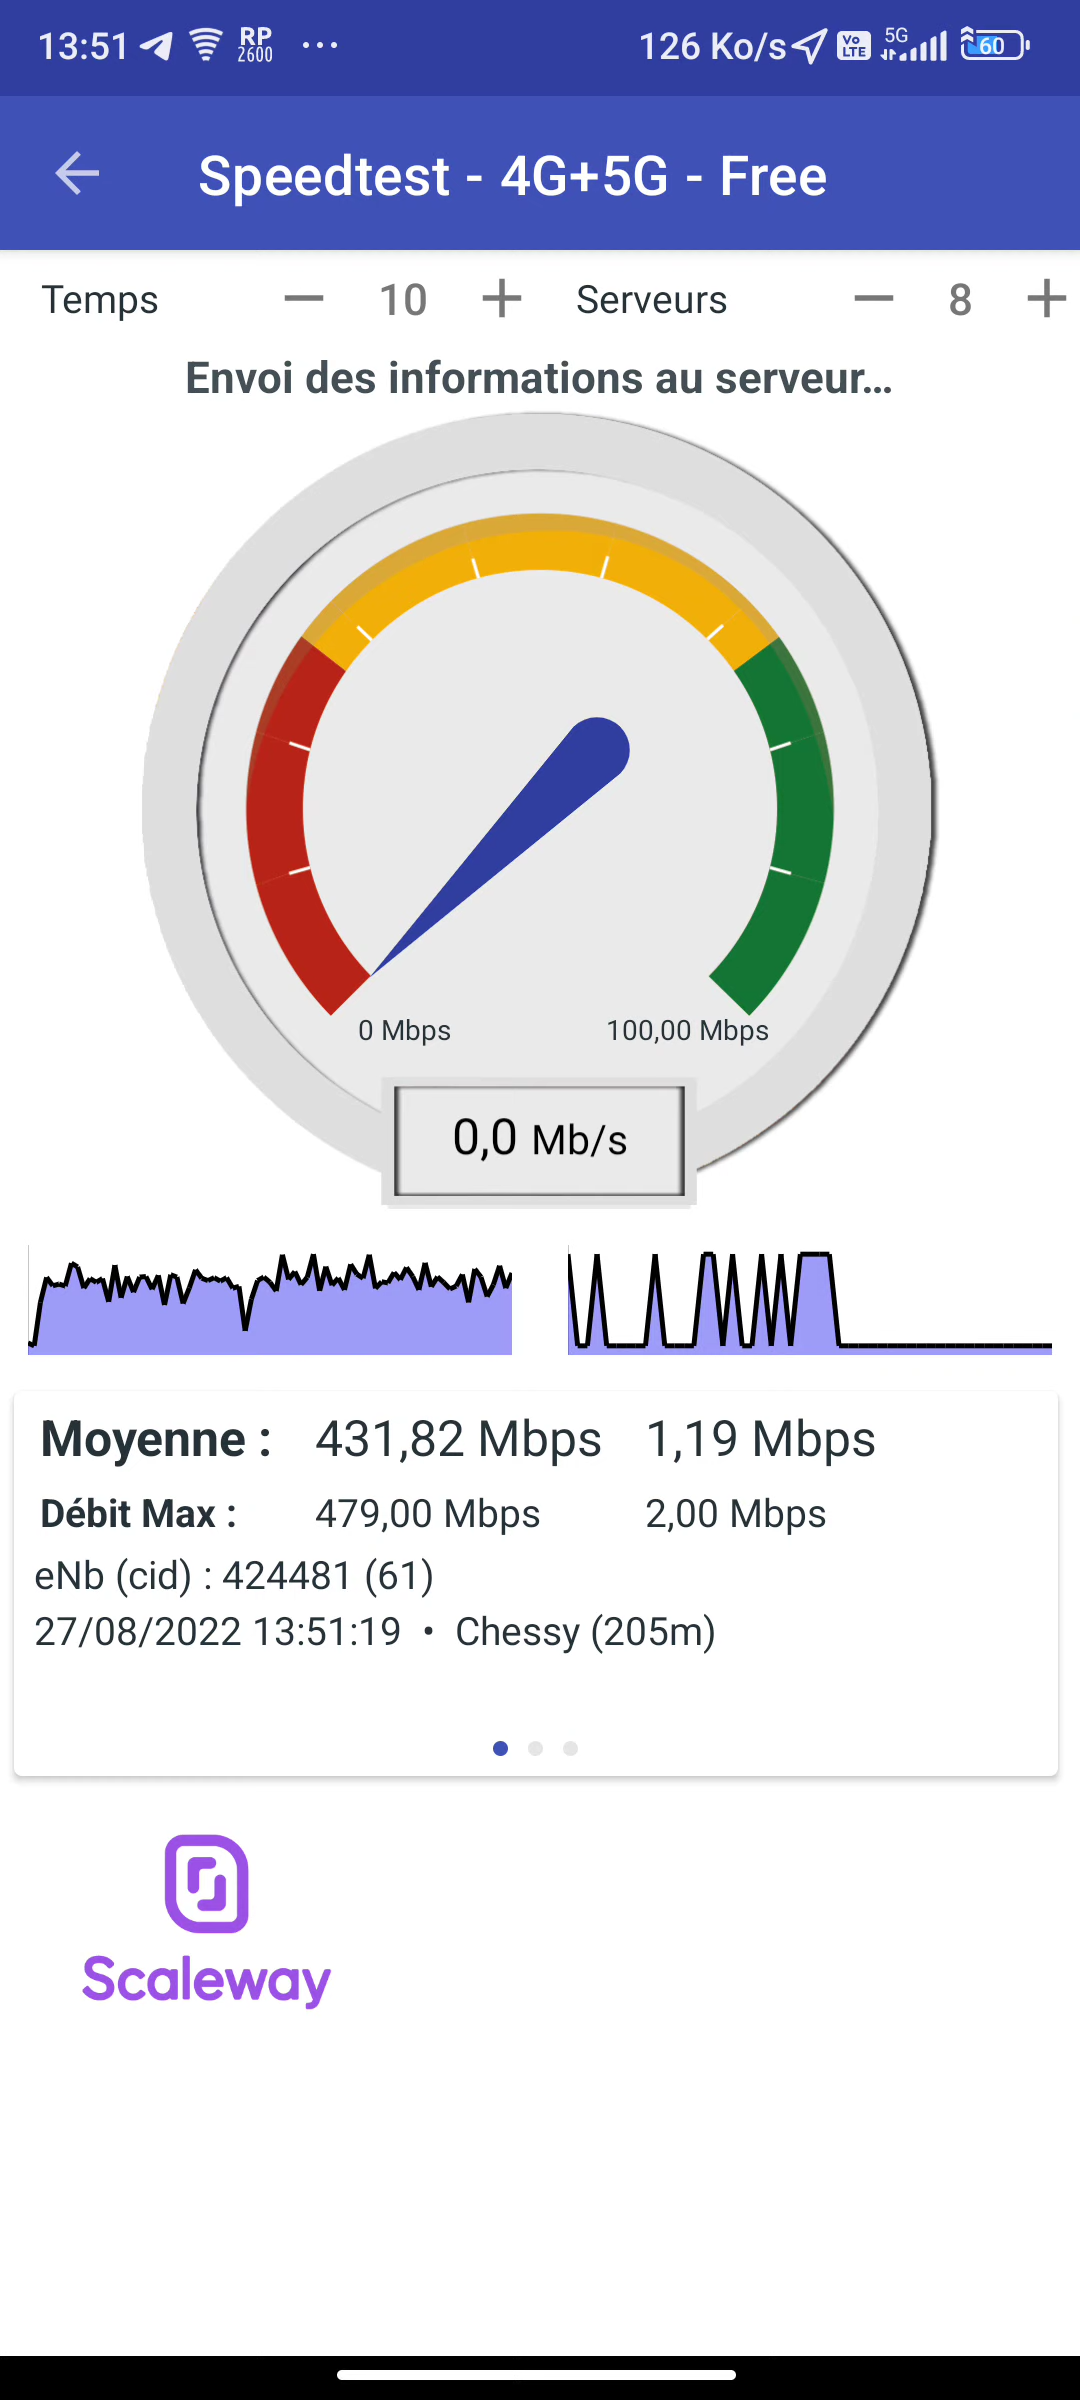 13:51 RP 2600 ... 126 Ko/s Vo LTE 5G 60
Speedtest - 4G+5G - Free
Temps 10 Serveurs 8
Envoi des informations au serveur...
0 Mbps 100,00 Mbps
0,0 Mb/s
Moyenne : 431,82 Mbps 1,19 Mbps
Débit Max : 479,00 Mbps 2,00 Mbps
eNb (cid) : 424481 (61)
27/08/2022 13:51:19 • Chessy (205m)
Scaleway